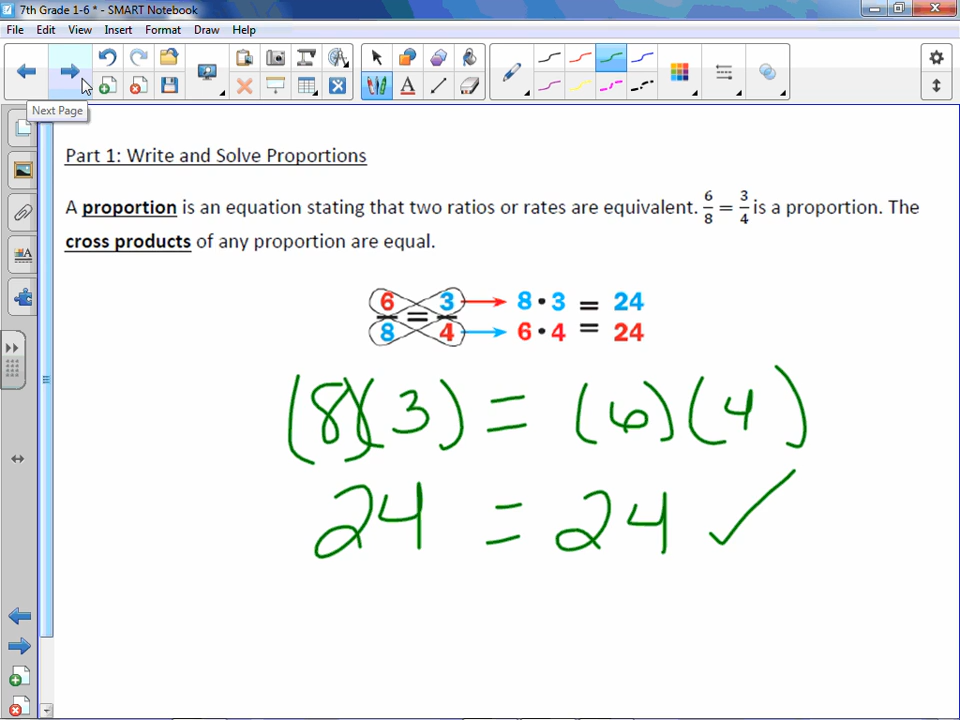 7th Grade 1-6 * - SMART Notebook
File Edit View Insert Format Draw Help
Next Page
Part 1: Write and Solve Proportions
A proportion is an equation stating that two ratios or rates are equivalent. 6/8 = 3/4 is a proportion. The
cross products of any proportion are equal.
6/8 = 3/4
8 • 3 = 24
6 • 4 = 24
(8)(3) = (6)(4)
24 = 24 ✓